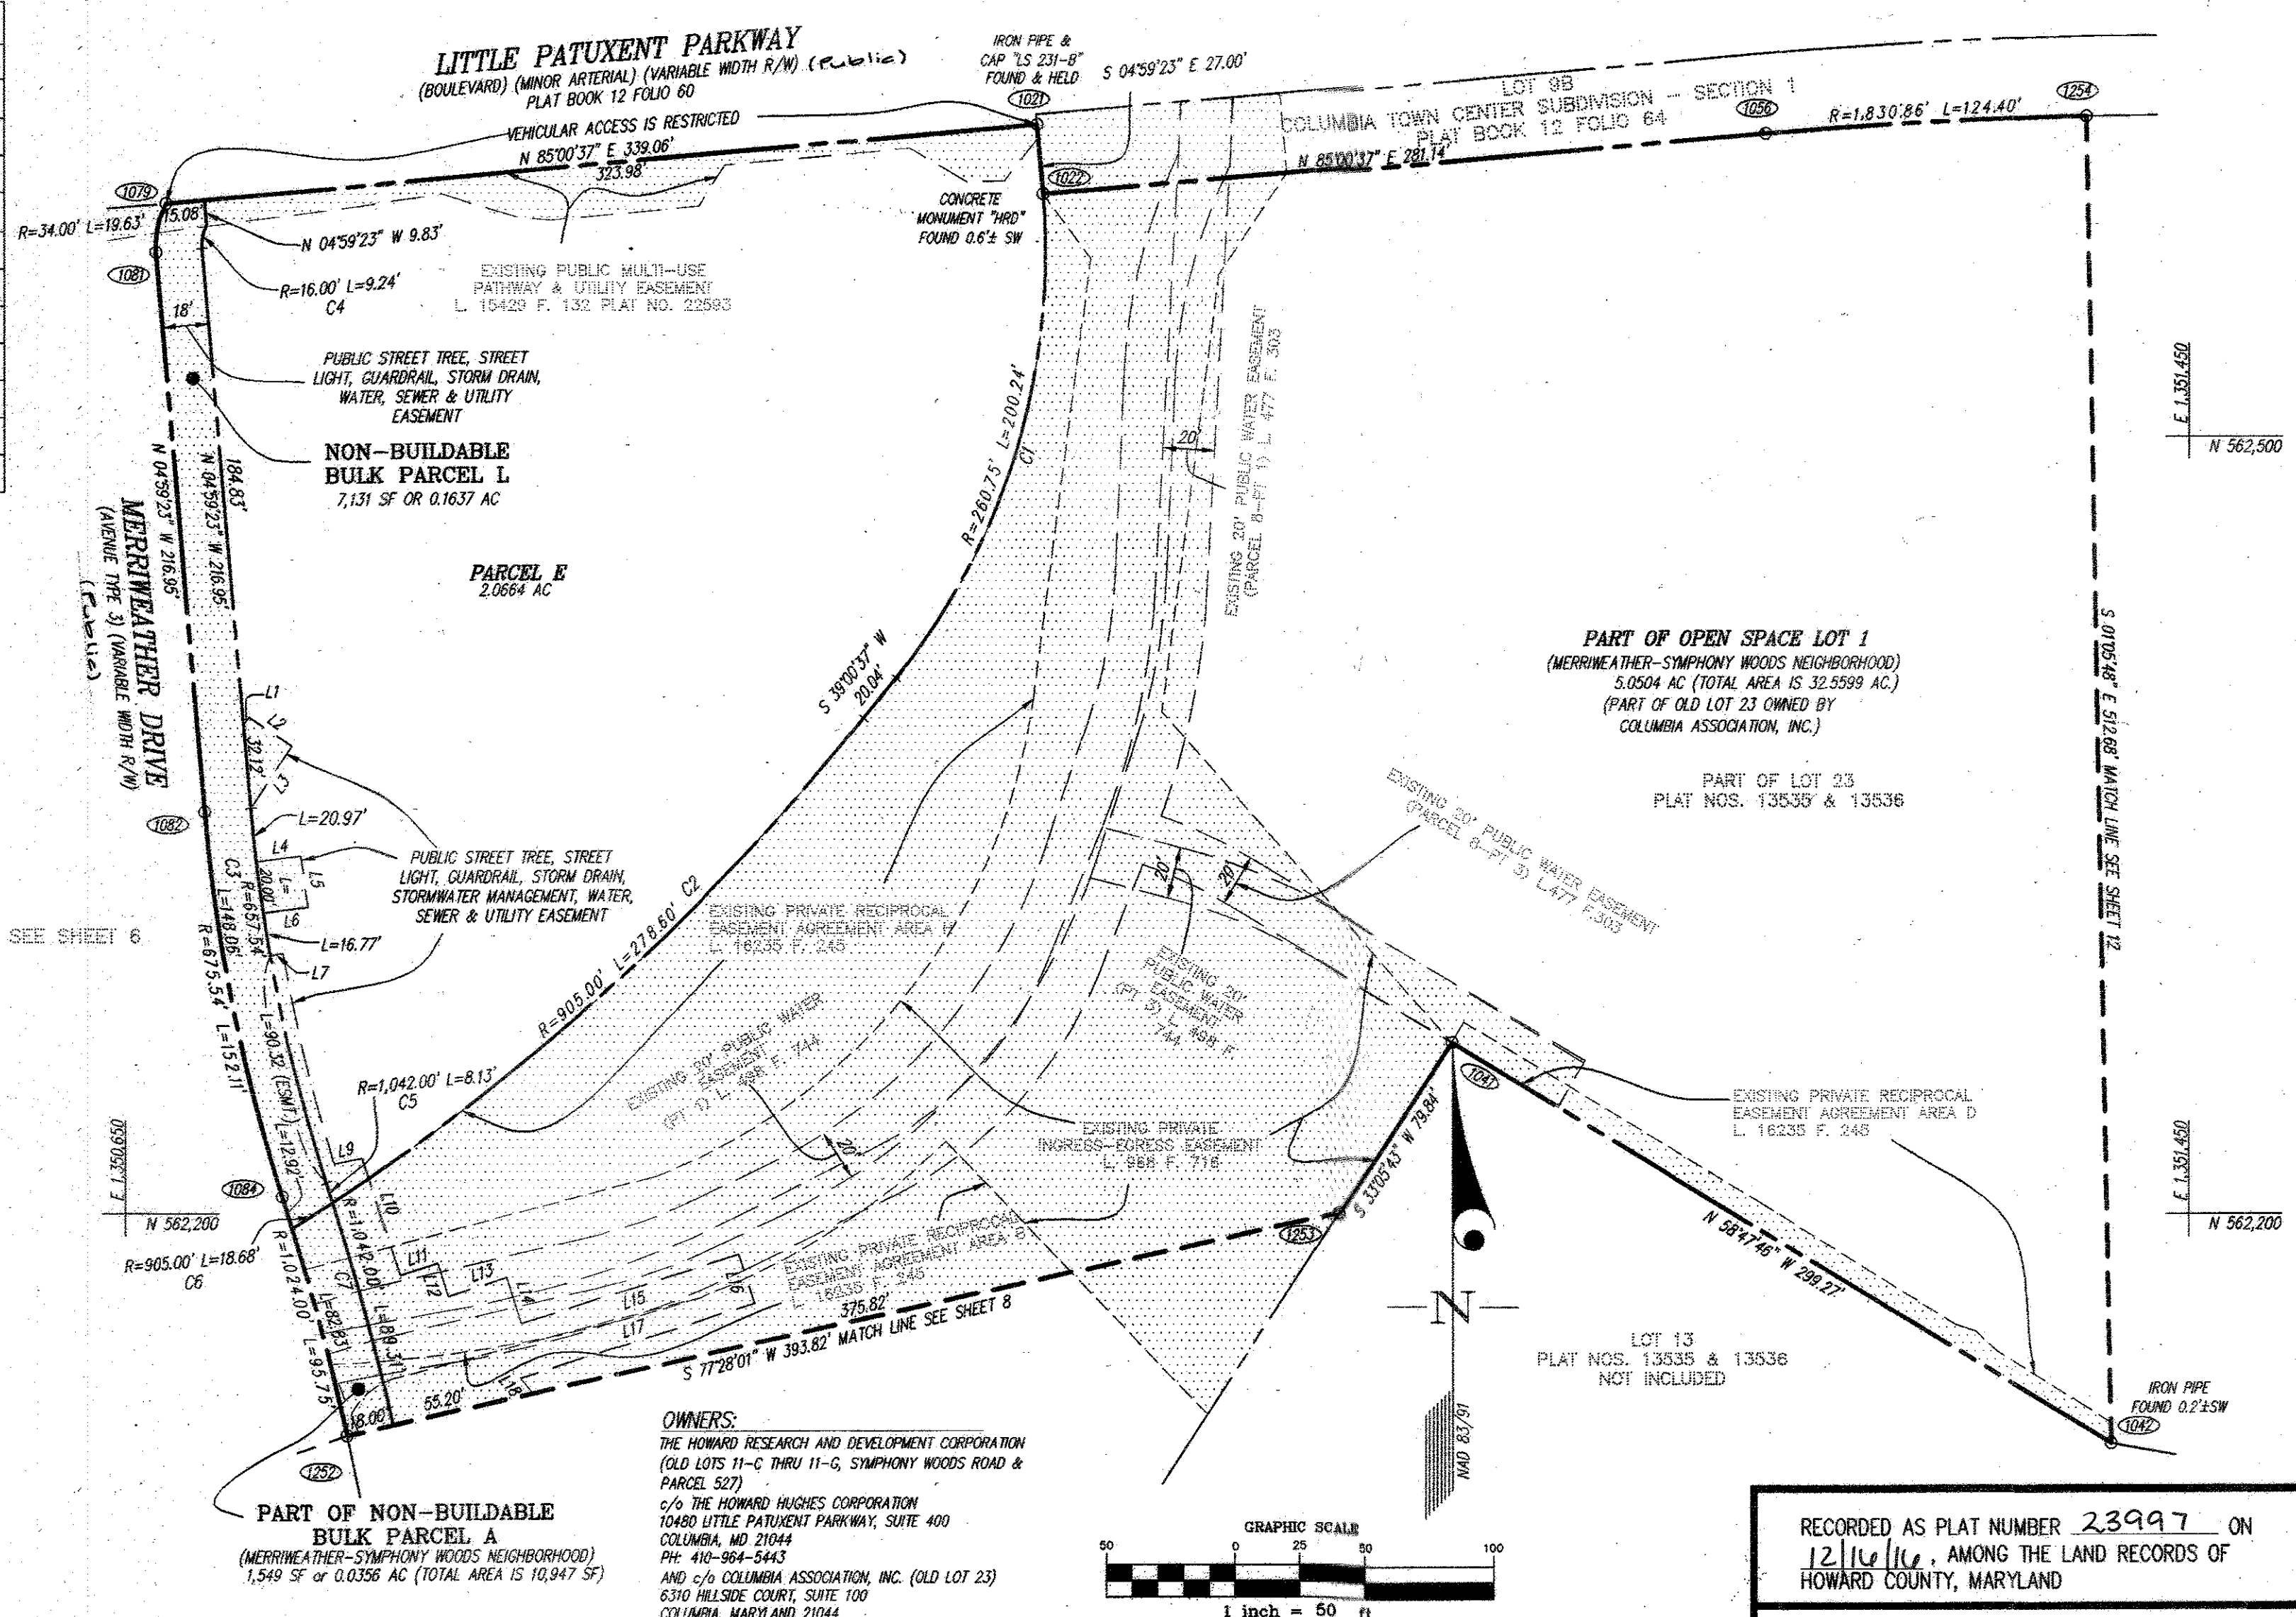 LITTLE PATUXENT PARKWAY
(BOULEVARD) (MINOR ARTERIAL) (VARIABLE WIDTH R/W) (Public)
PLAT BOOK 12 FOLIO 60
VEHICULAR ACCESS IS RESTRICTED
N 85°00'37" E 339.06'
323.98'
IRON PIPE &
CAP "LS 231-B"
FOUND & HELD
S 04°59'23" E 27.00'
1021
1022
CONCRETE
MONUMENT "HRD"
FOUND 0.6'± SW
LOT 9B
COLUMBIA TOWN CENTER SUBDIVISION - SECTION 1
PLAT BOOK 12 FOLIO 64
N 85°00'37" E 281.14'
1056
R=1,830.86' L=124.40'
1254
1079
15.08'
R=34.00' L=19.63'
N 04°59'23" W 9.83'
1081
R=16.00' L=9.24'
C4
18'
EXISTING PUBLIC MULTI-USE
PATHWAY & UTILITY EASEMENT
L. 15429 F. 132 PLAT NO. 22593
PUBLIC STREET TREE, STREET
LIGHT, GUARDRAIL, STORM DRAIN,
WATER, SEWER & UTILITY
EASEMENT
NON-BUILDABLE
BULK PARCEL L
7,131 SF OR 0.1637 AC
N 04°59'23" W 216.95'
184.83'
N 04°59'23" W 216.95'
MERRIWEATHER DRIVE
(AVENUE TYPE 3) (VARIABLE WIDTH R/W)
(Public)
PARCEL E
2.0664 AC
R=260.75' L=200.24'
C1
20'
EXISTING 20' PUBLIC WATER EASEMENT
(PARCEL 8-PT 1) L. 477 F. 303
E 1,351,450
N 562,500
S 39°00'37" W
20.04'
PART OF OPEN SPACE LOT 1
(MERRIWEATHER-SYMPHONY WOODS NEIGHBORHOOD)
5.0504 AC (TOTAL AREA IS 32.5599 AC.)
(PART OF OLD LOT 23 OWNED BY
COLUMBIA ASSOCIATION, INC.)
PART OF LOT 23
PLAT NOS. 13535 & 13536
S 01°05'48" E 512.68' MATCH LINE SEE SHEET 12
L1
L2
32.12'
L3
1082
L=20.97'
L4
L5
L=
20.00'
L6
L=16.77'
L7
C3 L=148.06'
R=657.54'
R=675.54' L=152.11'
PUBLIC STREET TREE, STREET
LIGHT, GUARDRAIL, STORM DRAIN,
STORMWATER MANAGEMENT, WATER,
SEWER & UTILITY EASEMENT
SEE SHEET 6
R=905.00' L=278.60' C2
EXISTING PRIVATE RECIPROCAL
EASEMENT AGREEMENT AREA
L. 16235 F. 245
EXISTING 20' PUBLIC WATER
EASEMENT
(PT 1) L. 498 F. 744
20'
20'
20'
EXISTING 20' PUBLIC WATER EASEMENT
(PARCEL 8-PT 3) L.477 F.303
EXISTING 20'
PUBLIC WATER
EASEMENT
(PT 3) L. 498 F.
744
L=90.32 (ESMT)
L=12.92'
R=1,042.00' L=8.13'
C5
L9
L10
1084
E 1,350,650
N 562,200
R=905.00' L=18.68'
C6
EXISTING PRIVATE
INGRESS-EGRESS EASEMENT
L. 968 F. 716
S 33°05'43" W 79.84'
1041
EXISTING PRIVATE RECIPROCAL
EASEMENT AGREEMENT AREA D
L. 16235 F. 245
E 1,351,450
N 562,200
N 58°47'46" W 299.27'
1253
EXISTING PRIVATE RECIPROCAL
EASEMENT AGREEMENT AREA B
L. 16235 F. 245
R=1,042.00'
C7
L=89.31'
R=1,024.00' L=95.75'
L=82.83'
L11
L12
L13
L14
L15
L16
L17
L18
375.82'
S 77°28'01" W 393.82' MATCH LINE SEE SHEET 8
55.20'
18.00'
1252
N
NAD 83/91
LOT 13
PLAT NOS. 13535 & 13536
NOT INCLUDED
IRON PIPE
FOUND 0.2'±SW
1042
PART OF NON-BUILDABLE
BULK PARCEL A
(MERRIWEATHER-SYMPHONY WOODS NEIGHBORHOOD)
1,549 SF or 0.0356 AC (TOTAL AREA IS 10,947 SF)
OWNERS:
THE HOWARD RESEARCH AND DEVELOPMENT CORPORATION
(OLD LOTS 11-C THRU 11-G, SYMPHONY WOODS ROAD &
PARCEL 527)
c/o THE HOWARD HUGHES CORPORATION
10480 LITTLE PATUXENT PARKWAY, SUITE 400
COLUMBIA, MD 21044
PH: 410-964-5443
AND c/o COLUMBIA ASSOCIATION, INC. (OLD LOT 23)
6310 HILLSIDE COURT, SUITE 100
COLUMBIA, MARYLAND 21044
GRAPHIC SCALE
50 0 25 50 100
1 inch = 50 ft
RECORDED AS PLAT NUMBER 23997 ON
12/16/16, AMONG THE LAND RECORDS OF
HOWARD COUNTY, MARYLAND